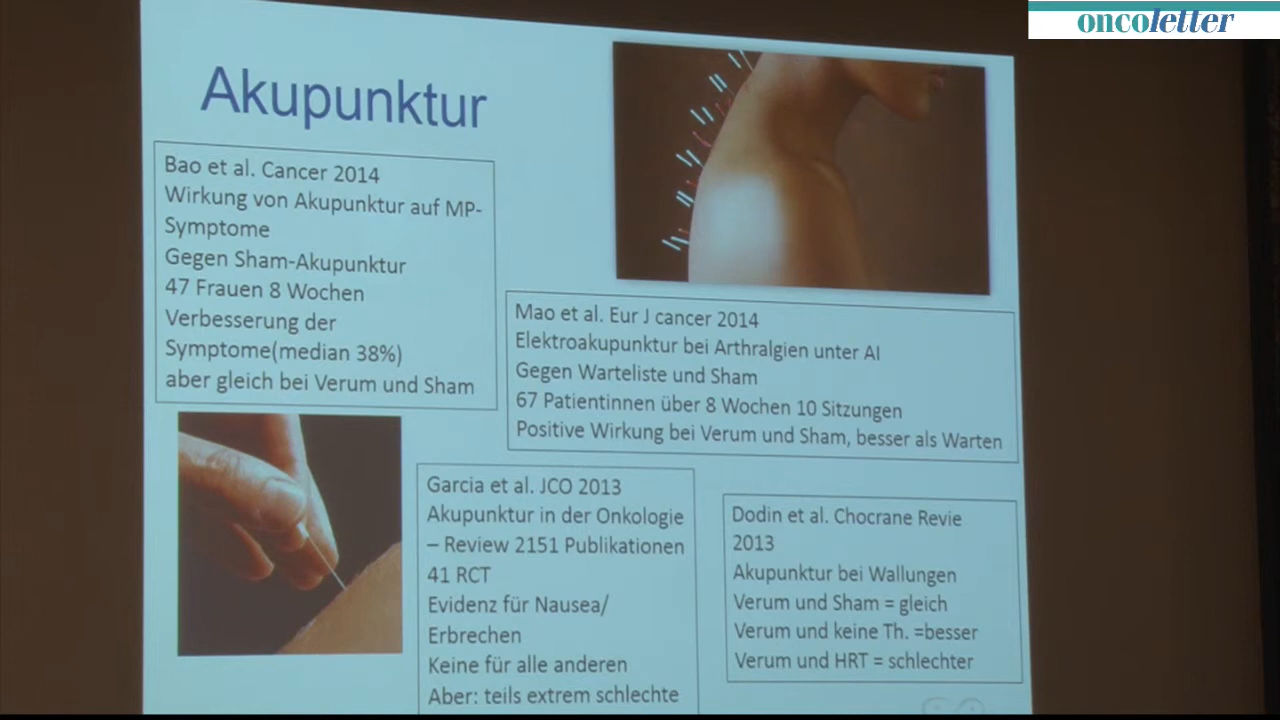 oncoletter
Akupunktur
Bao et al. Cancer 2014
Wirkung von Akupunktur auf MP-
Symptome
Gegen Sham-Akupunktur
47 Frauen 8 Wochen
Verbesserung der
Symptome(median 38%)
aber gleich bei Verum und Sham
Mao et al. Eur J cancer 2014
Elektroakupunktur bei Arthralgien unter AI
Gegen Warteliste und Sham
67 Patientinnen über 8 Wochen 10 Sitzungen
Positive Wirkung bei Verum und Sham, besser als Warten
Garcia et al. JCO 2013
Akupunktur in der Onkologie
– Review 2151 Publikationen
41 RCT
Evidenz für Nausea/
Erbrechen
Keine für alle anderen
Aber: teils extrem schlechte
Dodin et al. Chocrane Revie
2013
Akupunktur bei Wallungen
Verum und Sham = gleich
Verum und keine Th. =besser
Verum und HRT = schlechter